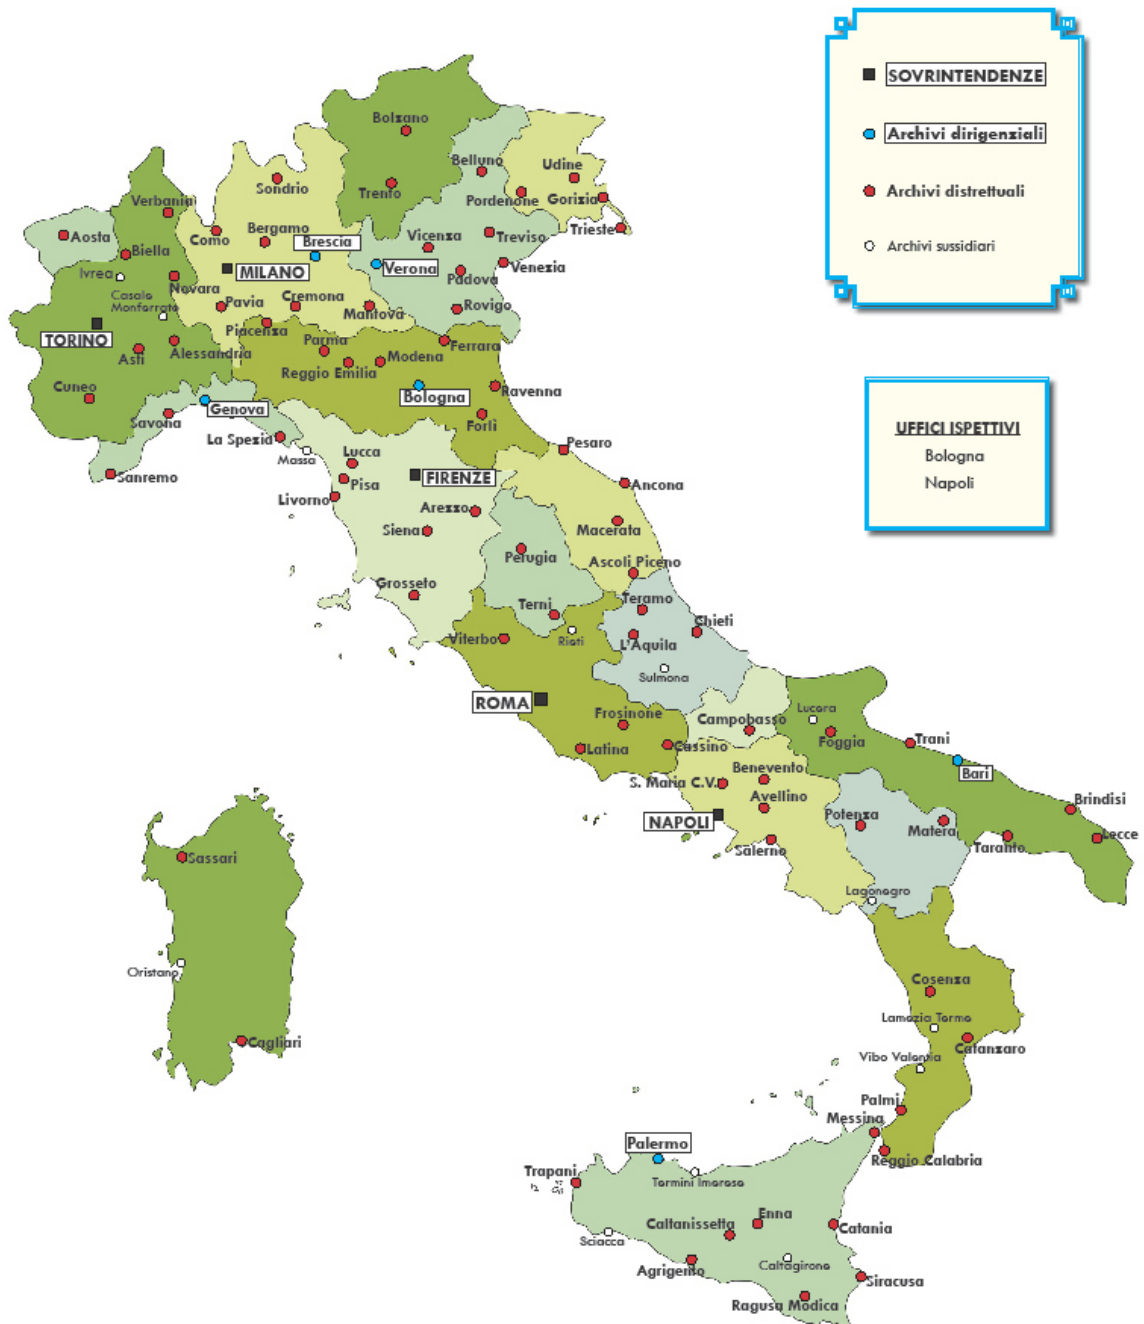 SOVRINTENDENZE
Archivi dirigenziali
Archivi distrettuali
Archivi sussidiari
UFFICI ISPETTIVI
Bologna
Napoli
Bolzano
Belluno
Udine
Sondrio
Trento
Pordenone
Gorizia
Verbania
Aosta
Como
Bergamo
Brescia
Vicenza
Treviso
Trieste
Biella
Ivrea
MILANO
Verona
Padova
Venezia
Novara
Casale
Monferrato
Pavia
Cremona
Mantova
Rovigo
TORINO
Piacenza
Parma
Ferrara
Asti
Alessandria
Reggio Emilia
Modena
Cuneo
Genova
Bologna
Ravenna
Savona
La Spezia
Forlì
Massa
Lucca
Pesaro
Sanremo
Pisa
FIRENZE
Livorno
Arezzo
Ancona
Siena
Macerata
Perugia
Ascoli Piceno
Grosseto
Terni
Teramo
Chieti
Viterbo
Rieti
L'Aquila
Sulmona
ROMA
Frosinone
Campobasso
Lucera
Foggia
Trani
Latina
Cassino
Bari
S. Maria C.V.
Benevento
Avellino
Brindisi
NAPOLI
Potenza
Matera
Lecce
Salerno
Taranto
Sassari
Lagonegro
Oristano
Cosenza
Lamezia Terme
Cagliari
Catanzaro
Vibo Valentia
Palmi
Messina
Palermo
Reggio Calabria
Trapani
Termini Imerese
Enna
Caltanissetta
Catania
Sciacca
Caltagirone
Agrigento
Siracusa
Ragusa Modica